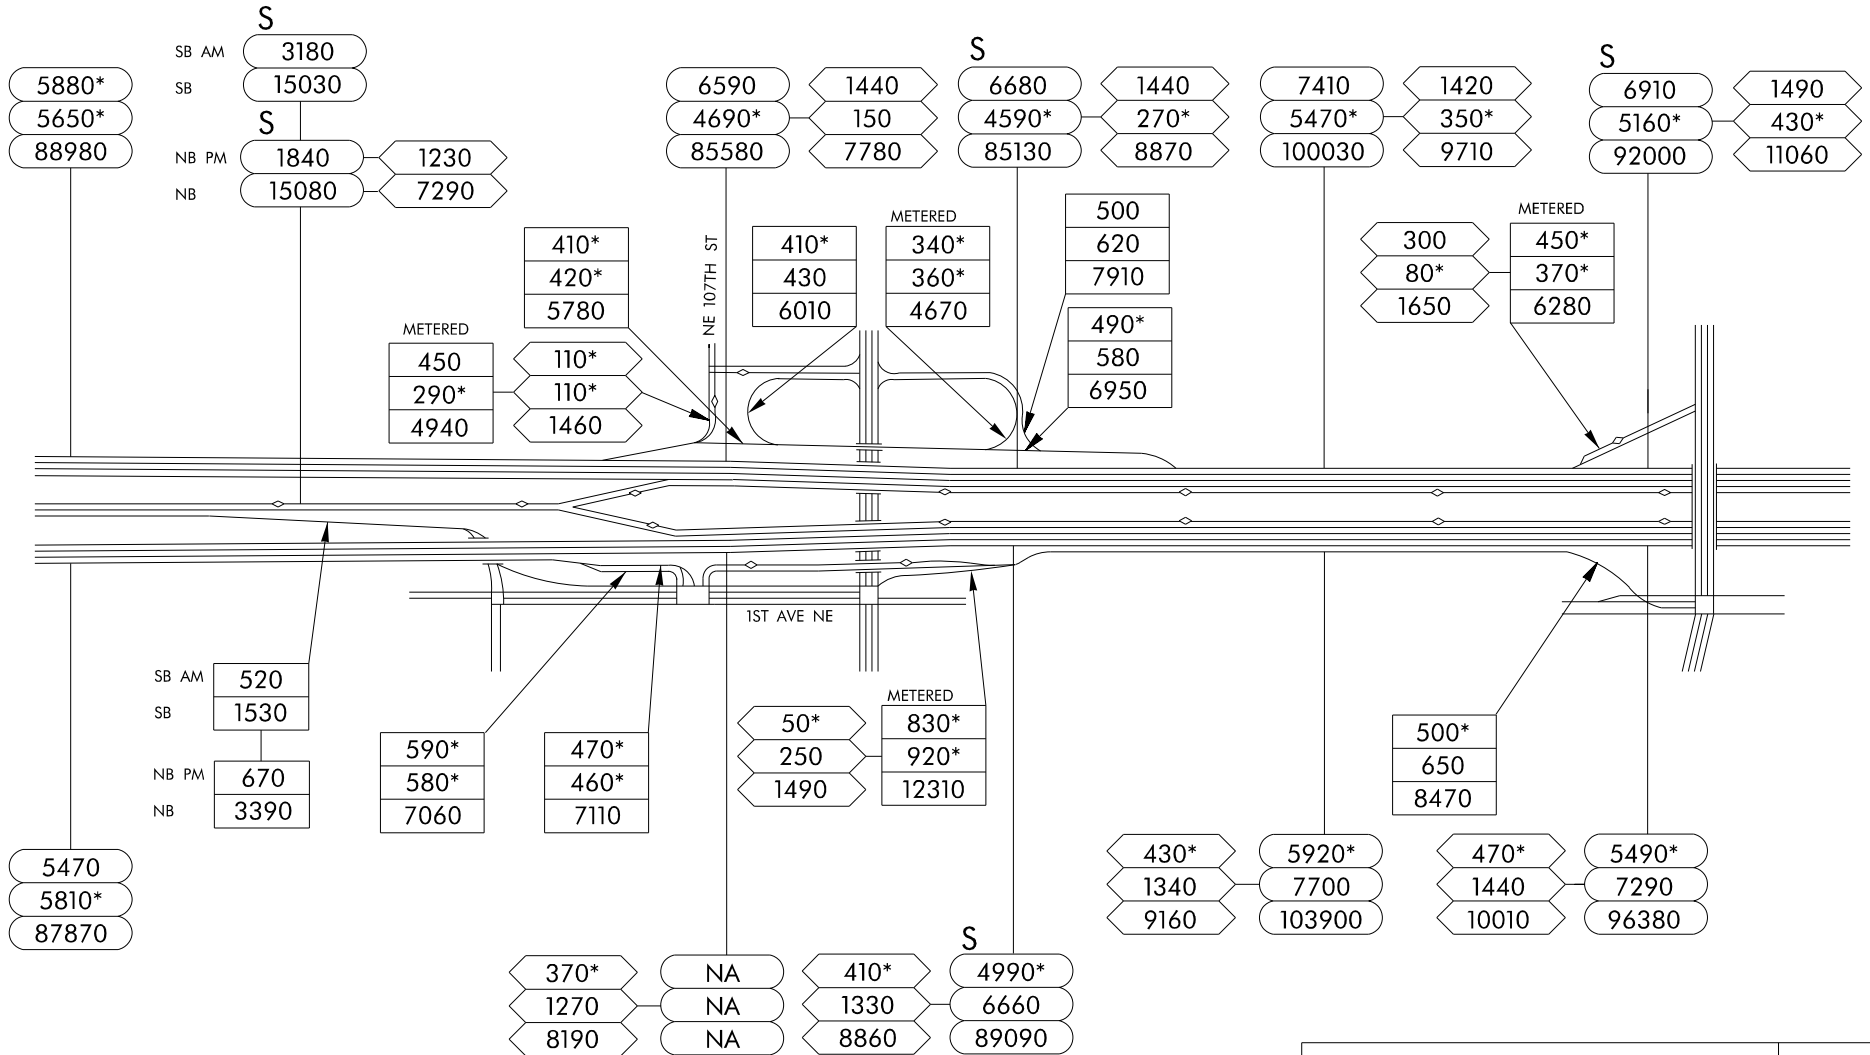 S
SB AM 3180
SB 15030
S
NB PM 1840 1230
NB 15080 7290
5880*
5650*
88980
6590 1440
4690* 150
85580 7780
S
6680 1440
4590* 270*
85130 8870
7410 1420
5470* 350*
100030 9710
S
6910 1490
5160* 430*
92000 11060
METERED
450 110*
290* 110*
4940 1460
410*
420*
5780
NE 107TH ST
410*
430
6010
METERED
340*
360*
4670
500
620
7910
490*
580
6950
METERED
300 450*
80* 370*
1650 6280
1ST AVE NE
SB AM 520
SB 1530
NB PM 670
NB 3390
590*
580*
7060
470*
460*
7110
METERED
50* 830*
250 920*
1490 12310
500*
650
8470
5470
5810*
87870
370* NA
1270 NA
8190 NA
S
410* 4990*
1330 6660
8860 89090
430* 5920*
1340 7700
9160 103900
470* 5490*
1440 7290
10010 96380